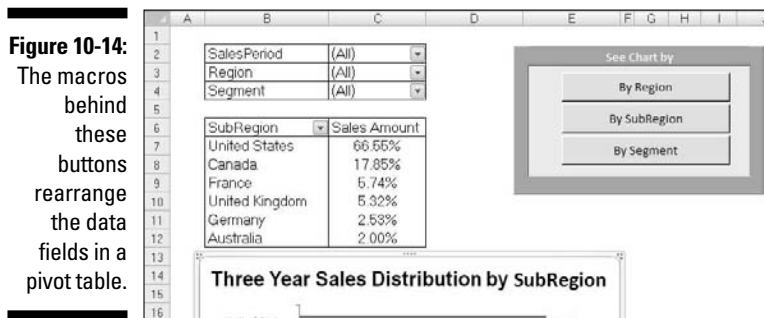 Figure 10-14:
The macros
behind
these
buttons
rearrange
the data
fields in a
pivot table.
A B C D E F G H I
1
2 SalesPeriod (All)
3 Region (All)
4 Segment (All)
5
6 SubRegion Sales Amount
7 United States 66.55%
8 Canada 17.85%
9 France 5.74%
10 United Kingdom 5.32%
11 Germany 2.53%
12 Australia 2.00%
13
14
15
16
See Chart by
By Region
By SubRegion
By Segment
Three Year Sales Distribution by SubRegion